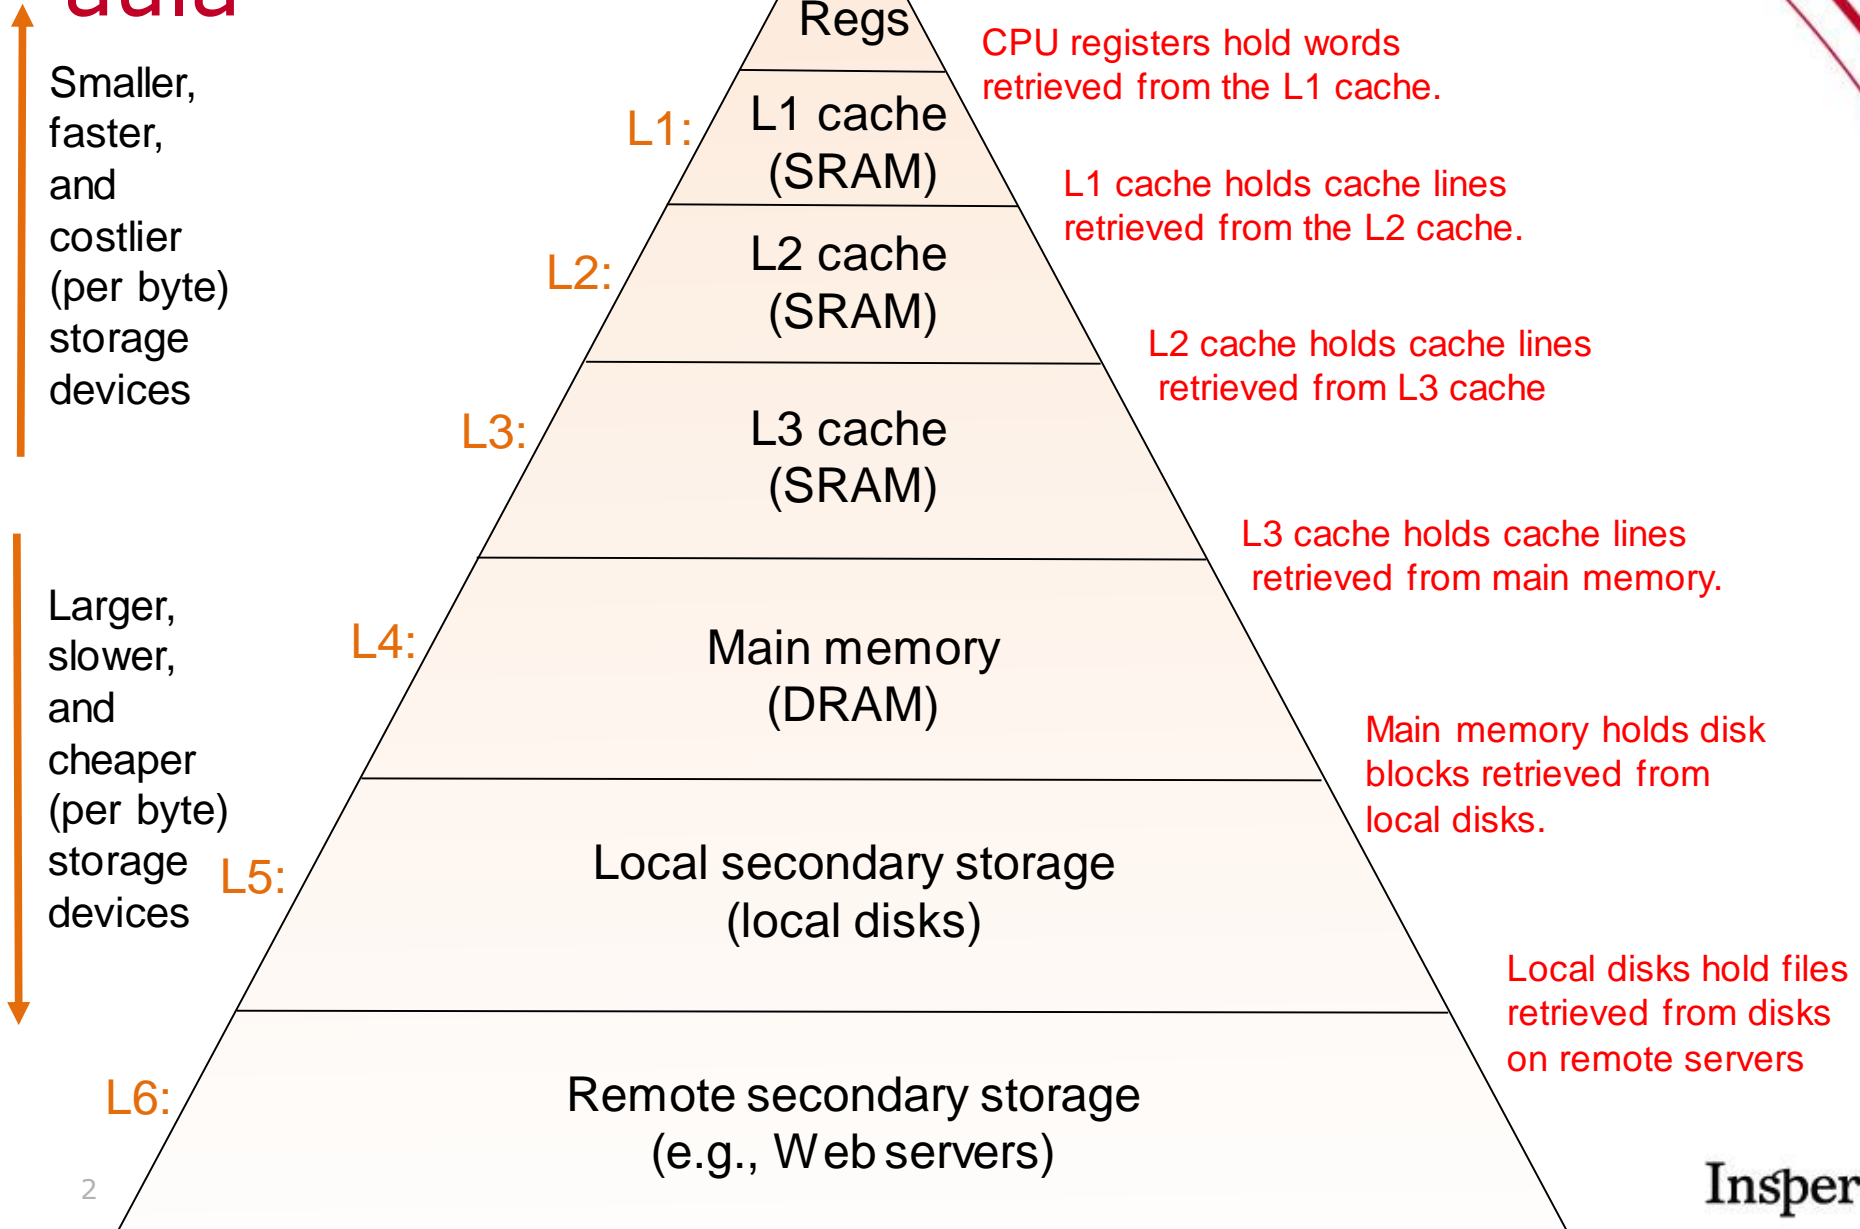 aula
Regs
CPU registers hold words
retrieved from the L1 cache.
Smaller,
faster,
and
costlier
(per byte)
storage
devices
L1:
L1 cache
(SRAM)
L1 cache holds cache lines
retrieved from the L2 cache.
L2:
L2 cache
(SRAM)
L2 cache holds cache lines
retrieved from L3 cache
L3:
L3 cache
(SRAM)
L3 cache holds cache lines
retrieved from main memory.
Larger,
slower,
and
cheaper
(per byte)
storage
devices
L4:
Main memory
(DRAM)
Main memory holds disk
blocks retrieved from
local disks.
L5:
Local secondary storage
(local disks)
Local disks hold files
retrieved from disks
on remote servers
L6:
Remote secondary storage
(e.g., Web servers)
2
Insper